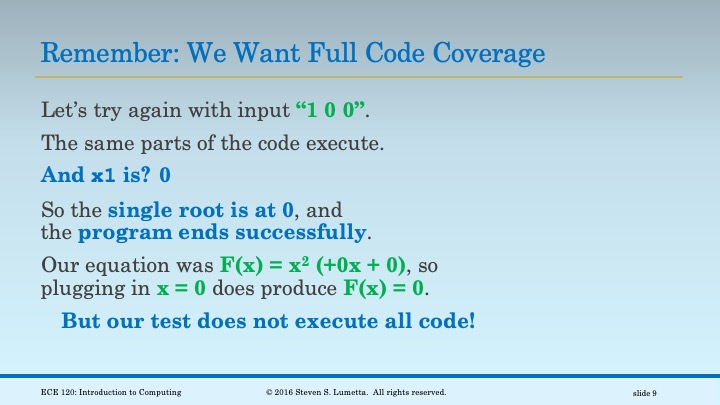 Remember: We Want Full Code Coverage
Let’s try again with input “1 0 0”.
The same parts of the code execute.
And x1 is? 0
So the single root is at 0, and
the program ends successfully.
Our equation was F(x) = x² (+0x + 0), so
plugging in x = 0 does produce F(x) = 0.
But our test does not execute all code!
ECE 120: Introduction to Computing
© 2016 Steven S. Lumetta. All rights reserved.
slide 9